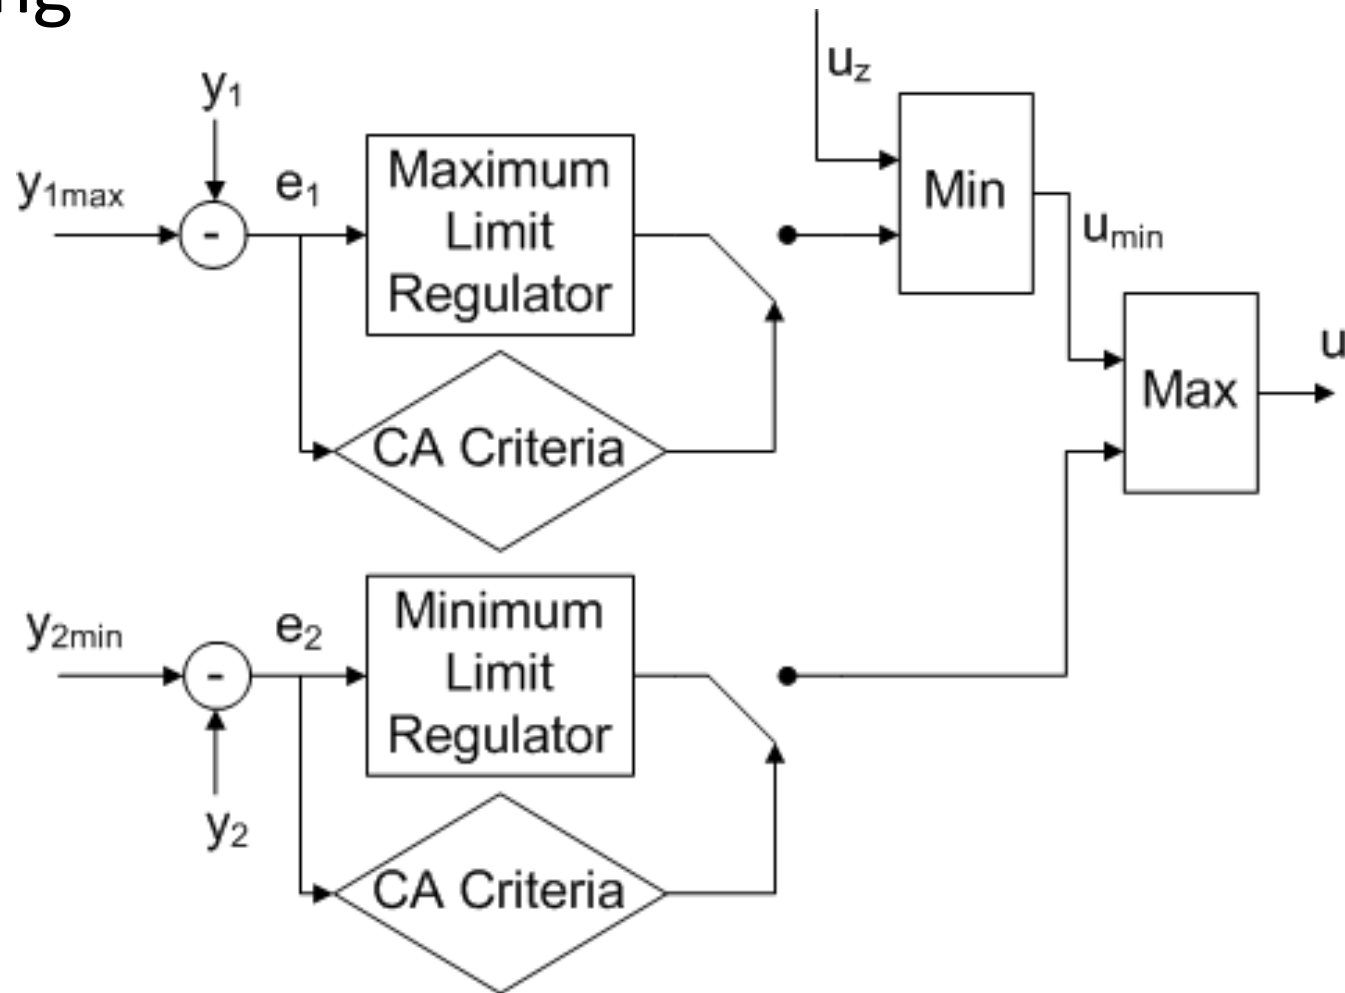 y1
y1max
-
e1
Maximum
Limit
Regulator
CA Criteria
uz
Min
umin
Max
u
y2min
-
e2
Minimum
Limit
Regulator
y2
CA Criteria